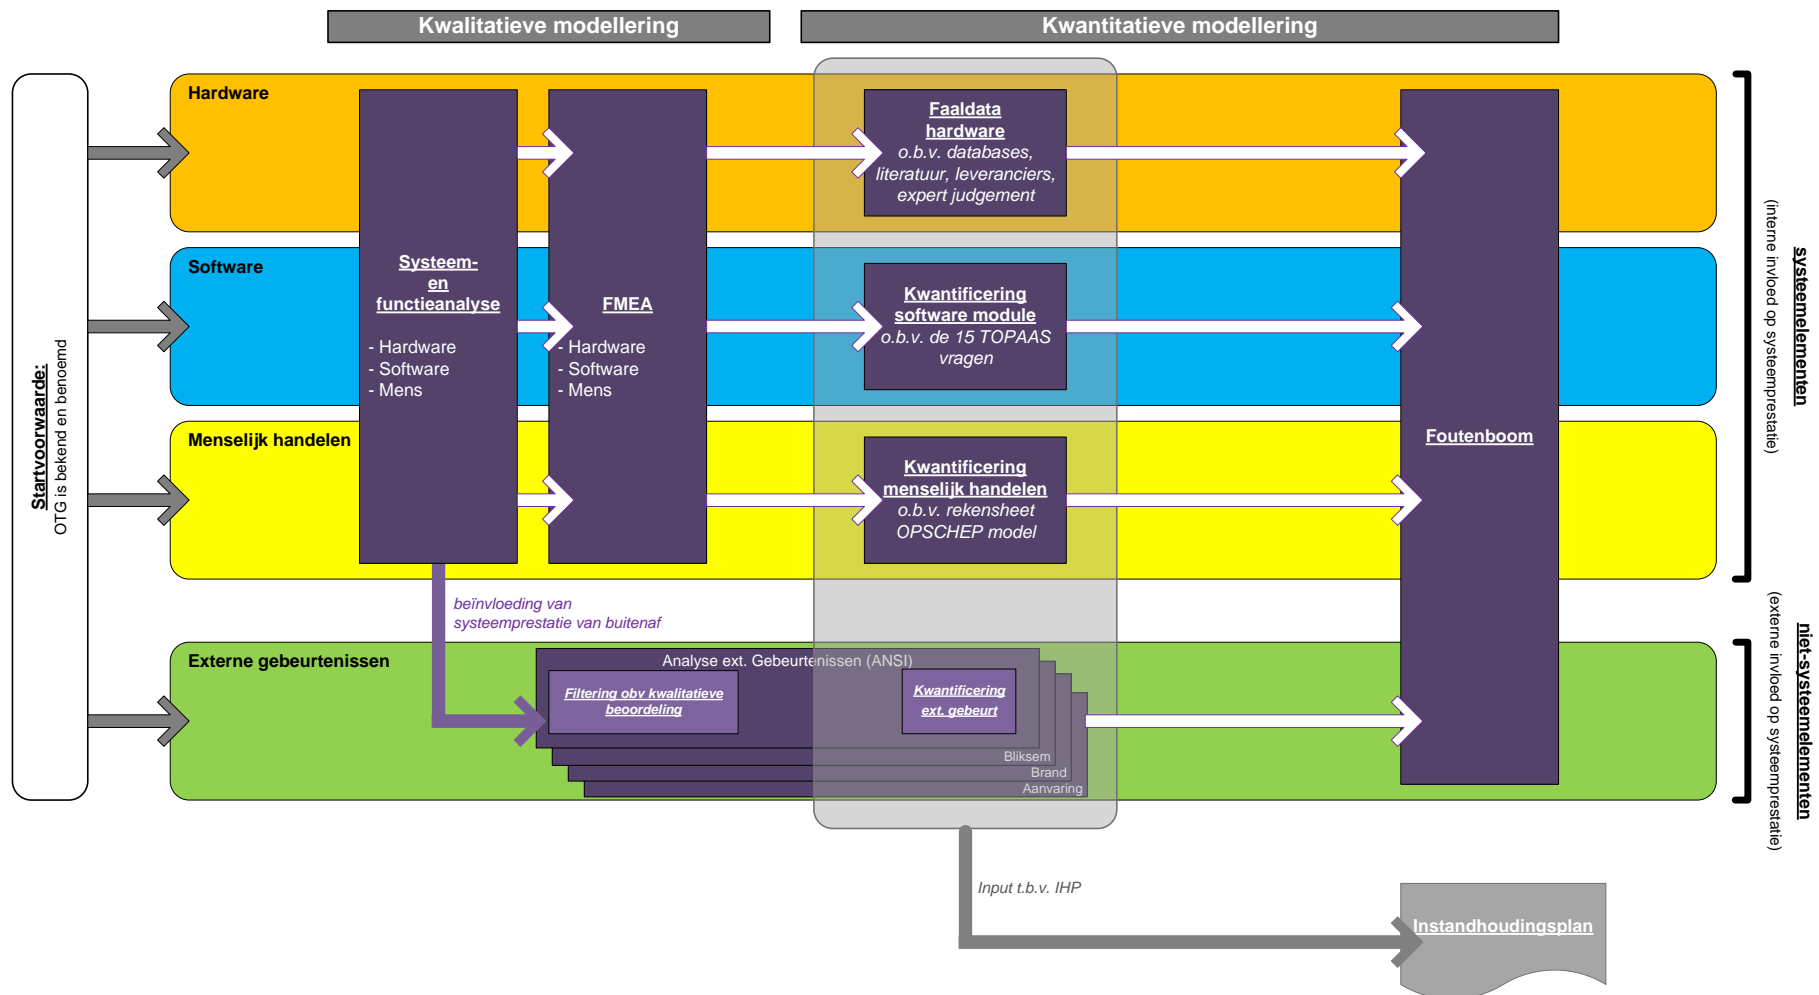 Kwalitatieve modellering
Kwantitatieve modellering
Startvoorwaarde:
OTG is bekend en benoemd
Hardware
Software
Menselijk handelen
Externe gebeurtenissen
Systeem-
en
functieanalyse
- Hardware
- Software
- Mens
FMEA
- Hardware
- Software
- Mens
Faaldata
hardware
o.b.v. databases,
literatuur, leveranciers,
expert judgement
Kwantificering
software module
o.b.v. de 15 TOPAAS
vragen
Kwantificering
menselijk handelen
o.b.v. rekensheet
OPSCHEP model
Foutenboom
beïnvloeding van
systeemprestatie van buitenaf
Analyse ext. Gebeurtenissen (ANSI)
Filtering obv kwalitatieve
beoordeling
Kwantificering
ext. gebeurt
Bliksem
Brand
Aanvaring
systeemelementen
(interne invloed op systeemprestatie)
niet-systeemelementen
(externe invloed op systeemprestatie)
Input t.b.v. IHP
Instandhoudingsplan